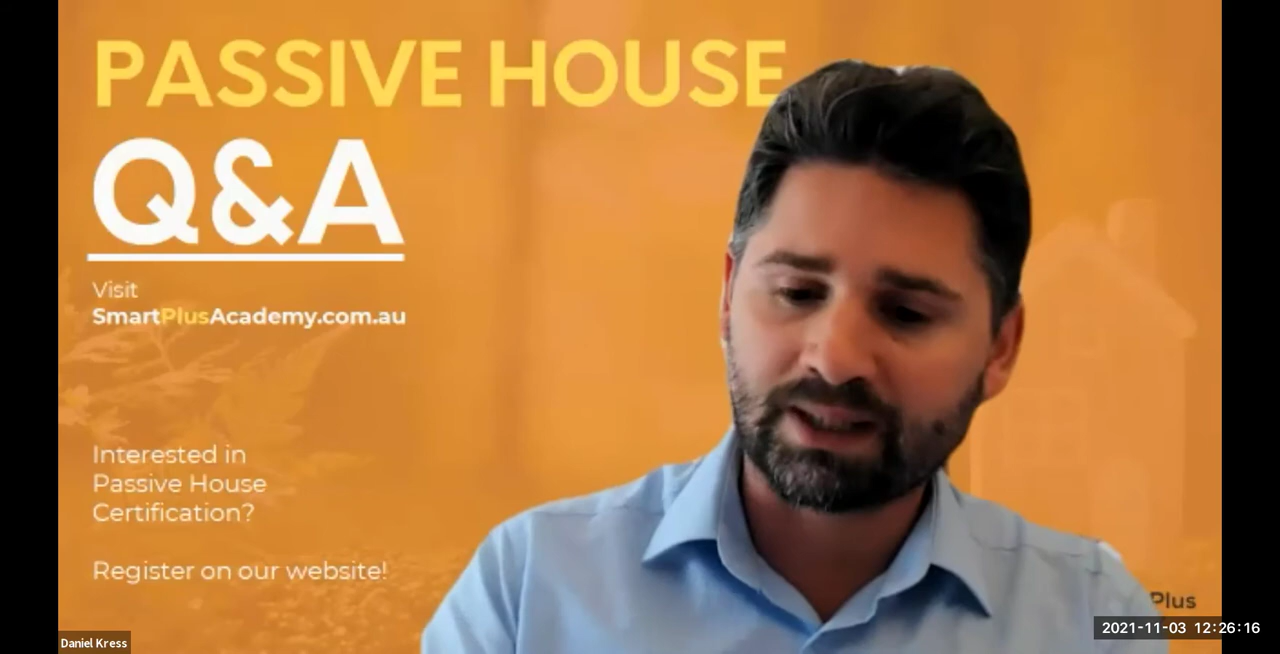 PASSIVE HOUSE
Q&A
Visit
SmartPlusAcademy.com.au
Interested in
Passive House
Certification?
Register on our website!
Plus
Daniel Kress
2021-11-03 12:26:16